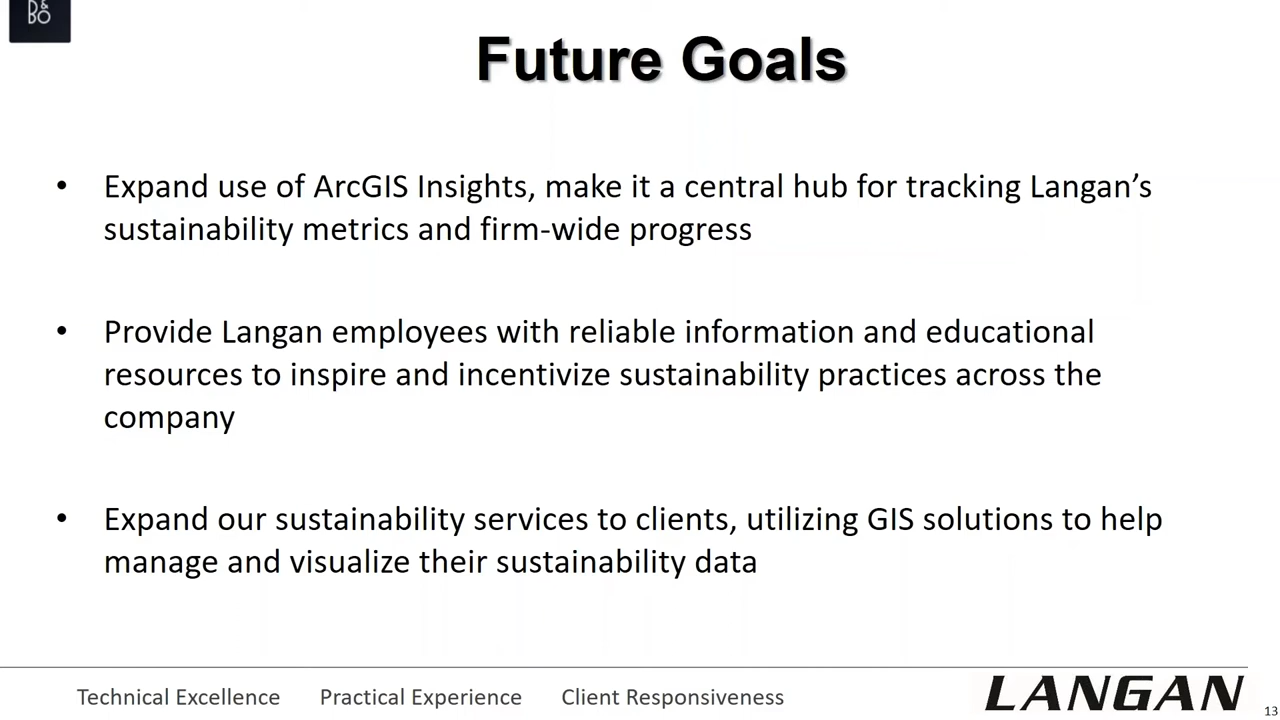 D&
BO
Future Goals
• Expand use of ArcGIS Insights, make it a central hub for tracking Langan’s
sustainability metrics and firm-wide progress
• Provide Langan employees with reliable information and educational
resources to inspire and incentivize sustainability practices across the
company
• Expand our sustainability services to clients, utilizing GIS solutions to help
manage and visualize their sustainability data
Technical Excellence Practical Experience Client Responsiveness LANGAN
13